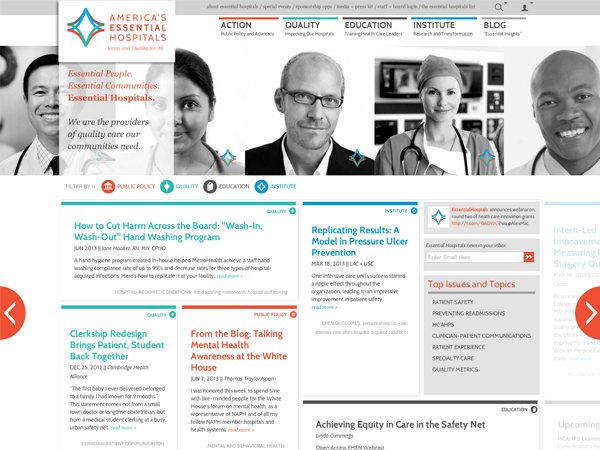 about essential hospitals / special events / sponsorship opps / media + press kit / staff + board login / the essential hospitals list
AMERICA'S
ESSENTIAL
HOSPITALS
Access and Quality for All
ACTION
Public Policy and Advocacy
QUALITY
Improving Our Hospitals
EDUCATION
Training Health Care Leaders
INSTITUTE
Research and Transformation
BLOG
"Essential Insights"
Essential People.
Essential Communities.
Essential Hospitals.
We are the providers
of quality care our
communities need.
FILTER BY »
PUBLIC POLICY
QUALITY
EDUCATION
INSTITUTE
QUALITY
How to Cut Harm Across the Board: "Wash-In,
Wash-Out" Hand Washing Program
JUN 2013 || Jane Hooker, RN, MN, CPHQ
A hand hygiene program created in-house helped MetroHealth achieve a staff hand
washing compliance rate of up to 99% and decrease rates for three types of hospital-
acquired infections. Here's how to replicate it at your facility. read more »
HOSPITAL-ACQUIRED CONDITIONS hand washing, metrohealth, hospital staff training
INSTITUTE
Replicating Results: A
Model in Pressure Ulcer
Prevention
MAR 18, 2013 || LAC + USC
One intensive care unit's success started
a ripple effect throughout the
organization, leading to an impressive
improvement in patient safety.
read more »
EHEN OUTCOMES pressure ulcers, lac + usc,
intensive care, ehen, hospital-acquired conditions
EssentialHospitals announces webinar on
round two of heath care innovation grants
via @AlexMac
Essential Hospitals news in your inbox:
Enter Email Here
Top Issues and Topics
PATIENT SAFETY
PREVENTING READMISSIONS
HCAHPS
CLINICIAN-PATIENT COMMUNICATIONS
PATIENT EXPERIENCE
SPECIALTY CARE
QUALITY METRICS
Intern-Led
Improvement
Measuring
Surgery
QUALITY
Clerkship Redesign
Brings Patient, Student
Back Together
DEC 25, 2012 || Cambridge Health
Alliance
"The first baby I ever delivered belonged
to a family I had known for 9 months."
This statement comes not from a small
town doctor or longtime obstetrician, but
from a medical student clerking at a busy,
urban safety net. read more »
CLINICIAN-PATIENT COMMUNICATION
PUBLIC POLICY
From the Blog: Talking
Mental Health
Awareness at the White
House
JUN 7, 2013 || Thomas Traylor/span>
I was honored this week to spend time
with like-minded people for the White
House's forum on mental health, as a
representative of NAPH and of all my
fellow NAPH member hospitals and
health systems. read more »
MENTAL AND BEHAVIORAL HEALTH,
EDUCATION
Achieving Equity in Care in the Safety Net
Linda Cummings
Open Access EHEN Webcast
Upcoming